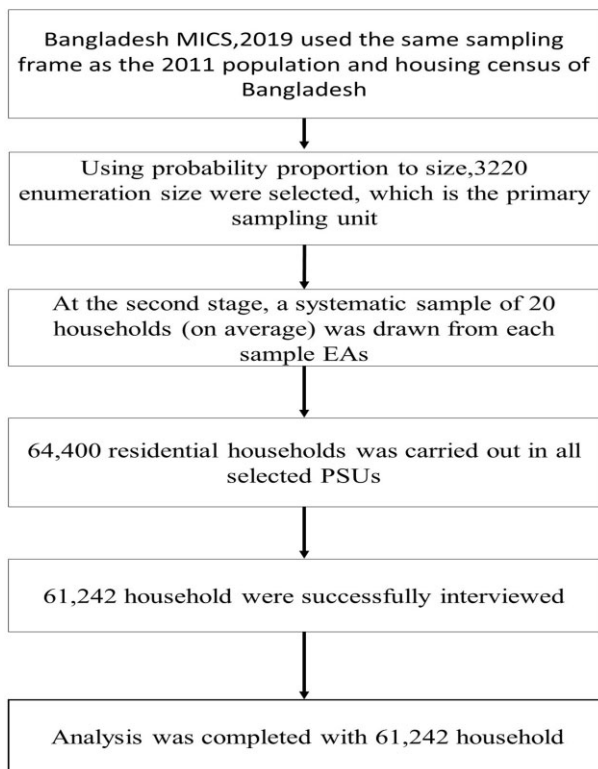 Bangladesh MICS,2019 used the same sampling
frame as the 2011 population and housing census of
Bangladesh
Using probability proportion to size,3220
enumeration size were selected, which is the primary
sampling unit
At the second stage, a systematic sample of 20
households (on average) was drawn from each
sample EAs
64,400 residential households was carried out in all
selected PSUs
61,242 household were successfully interviewed
Analysis was completed with 61,242 household